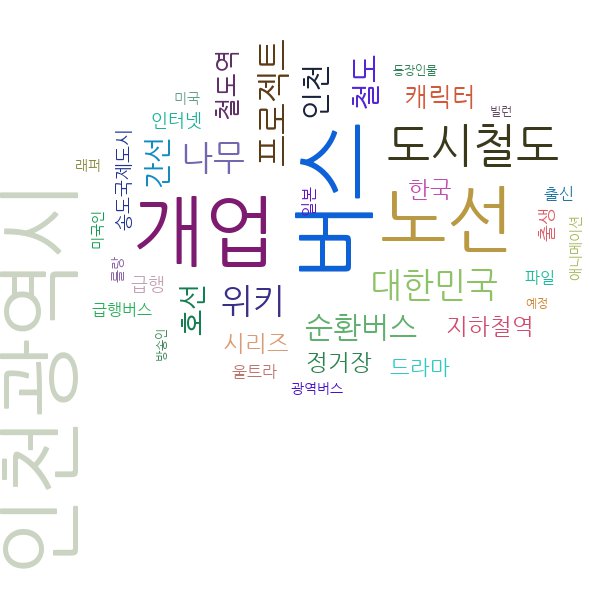 등장인물
철도
프로젝트
철도역
인천
캐릭터
미국
빌런
인터넷
도시철도
송도국제도시
간선
나무
래퍼
버스
한국
출신
일본
인천광역시
개업
노선
출생
미국인
애니메이션
급행
대한민국
파일
급행버스
호선
위키
예정
순환버스
지하철역
방송인
시리즈
정거장
드라마
울트라
광역버스